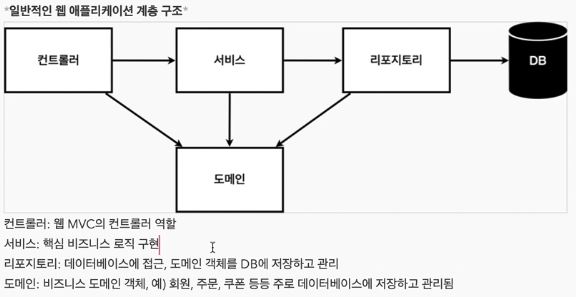 *일반적인 웹 애플리케이션 계층 구조*
컨트롤러
서비스
리포지토리
DB
도메인
컨트롤러: 웹 MVC의 컨트롤러 역할
서비스: 핵심 비즈니스 로직 구현
리포지토리: 데이터베이스에 접근, 도메인 객체를 DB에 저장하고 관리
도메인: 비즈니스 도메인 객체, 예) 회원, 주문, 쿠폰 등등 주로 데이터베이스에 저장하고 관리됨